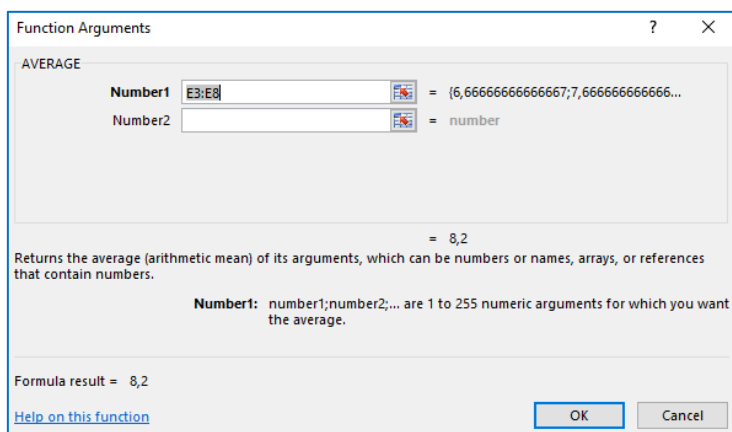 Function Arguments ? X
AVERAGE
Number1 E3:E8 = {6,66666666666667;7,666666666666...
Number2 = number
= 8,2
Returns the average (arithmetic mean) of its arguments, which can be numbers or names, arrays, or references
that contain numbers.
Number1: number1;number2;... are 1 to 255 numeric arguments for which you want
the average.
Formula result = 8,2
Help on this function OK Cancel